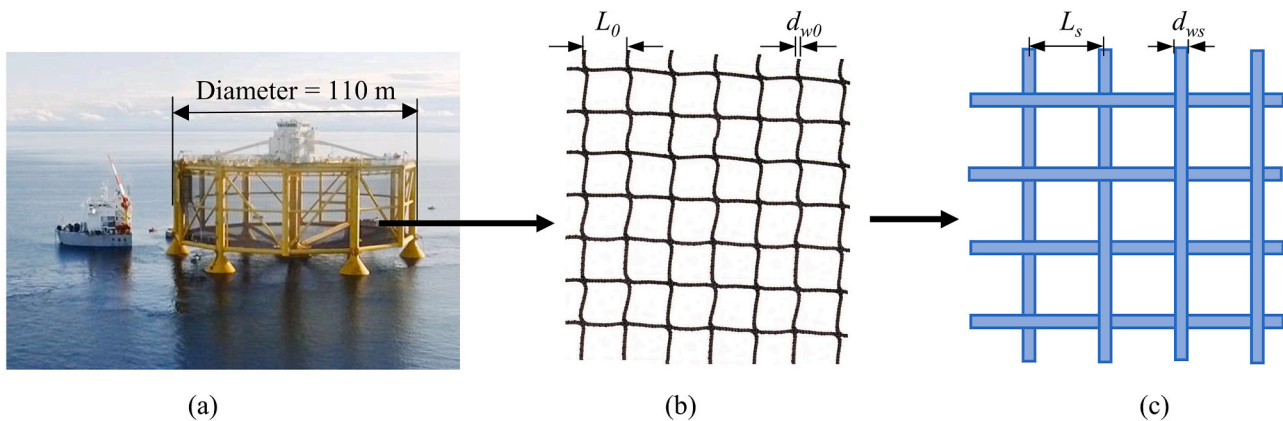 Diameter = 110 m
L0
dw0
Ls
dws
(a)
(b)
(c)